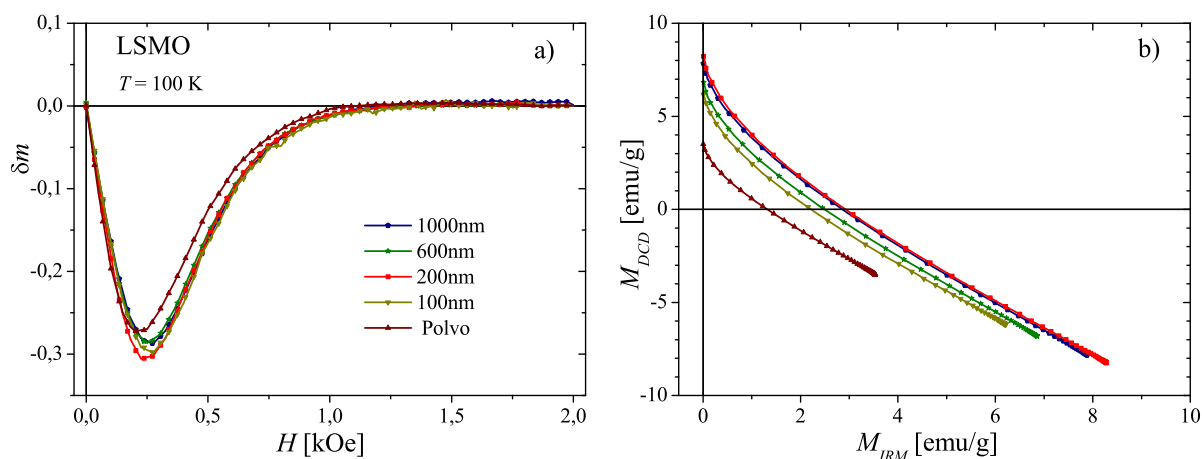 0,1
0,0
-0,1
-0,2
-0,3
δm
LSMO
T = 100 K
a)
1000nm
600nm
200nm
100nm
Polvo
0,0 0,5 1,0 1,5 2,0
H [kOe]
10
5
0
-5
-10
M_DCD [emu/g]
b)
0 2 4 6 8 10
M_IRM [emu/g]